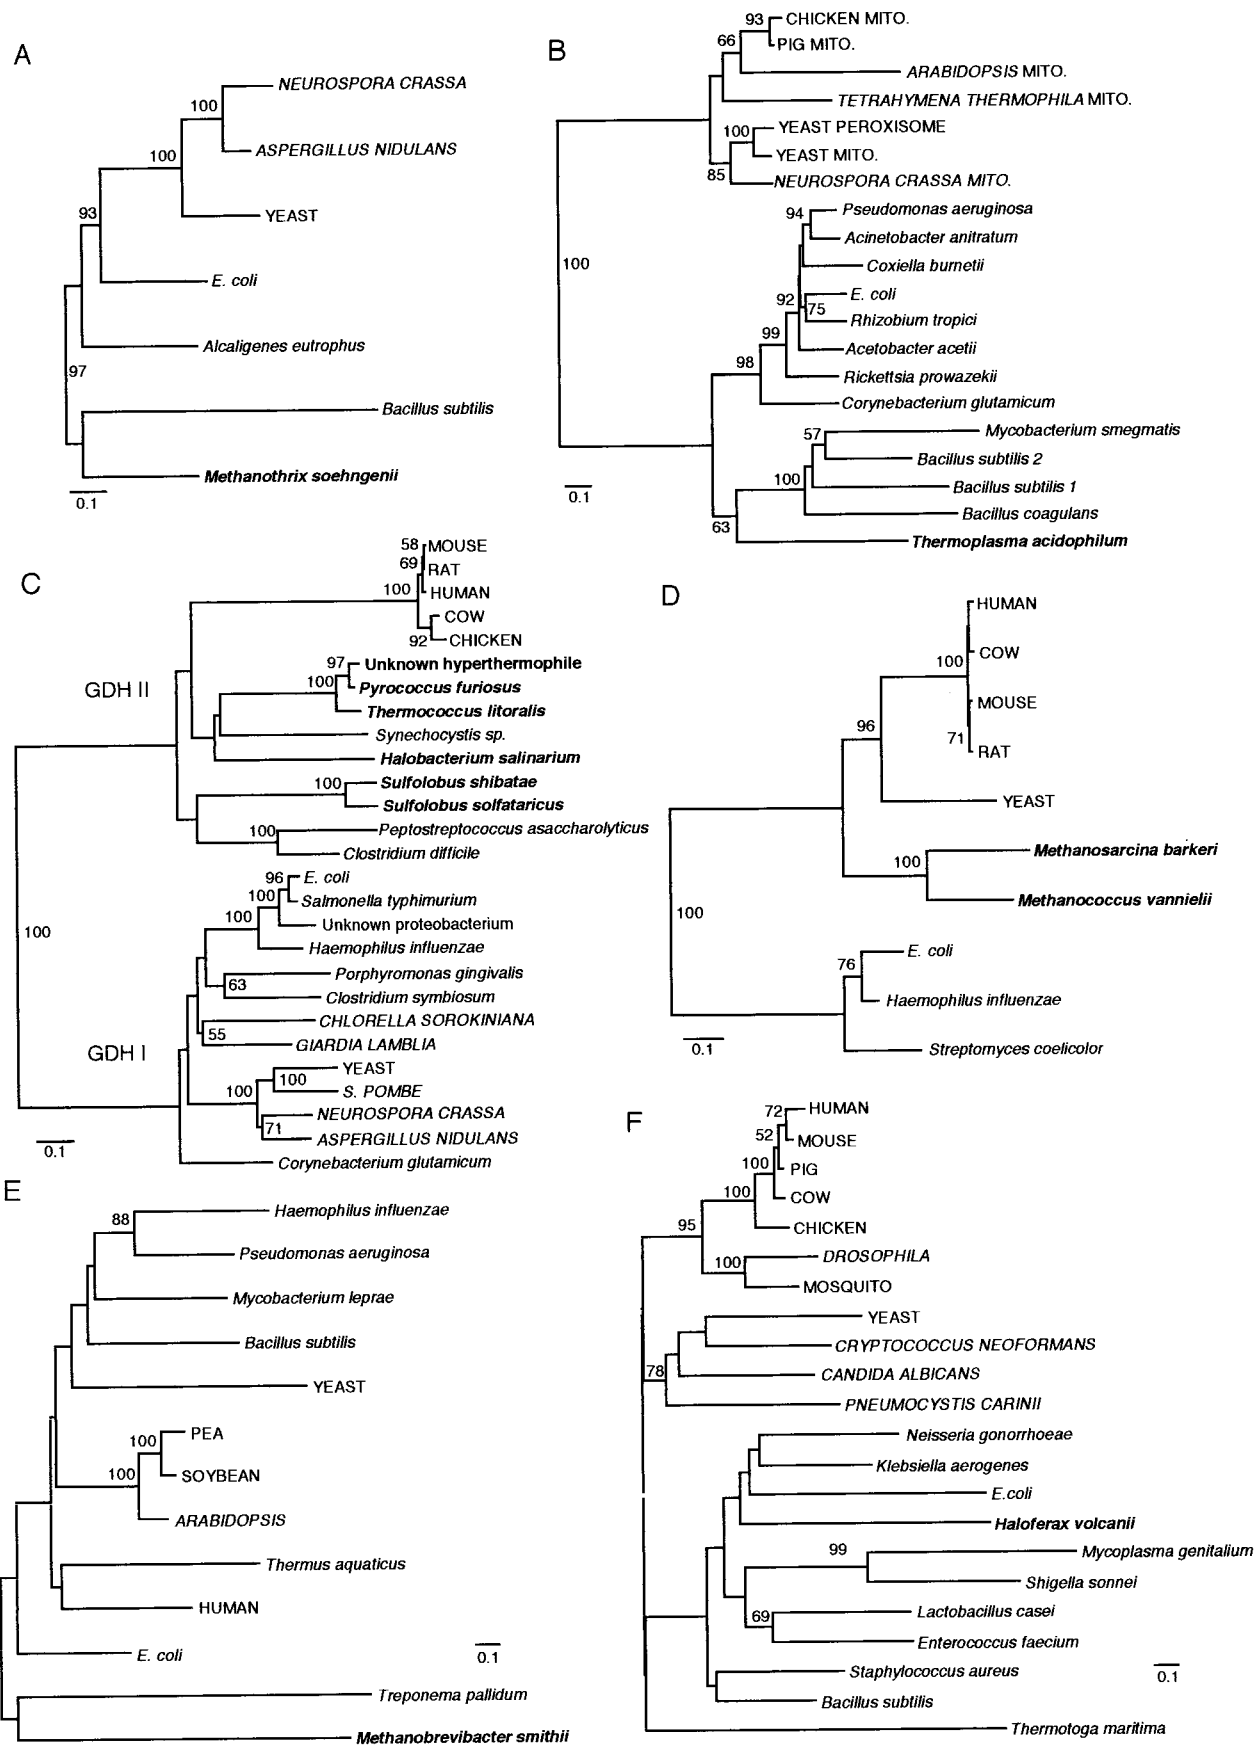 A
NEUROSPORA CRASSA
100
ASPERGILLUS NIDULANS
100
YEAST
93
E. coli
Alcaligenes eutrophus
97
Bacillus subtilis
Methanothrix soehngenii
0.1
B
93
CHICKEN MITO.
66
PIG MITO.
ARABIDOPSIS MITO.
TETRAHYMENA THERMOPHILA MITO.
YEAST PEROXISOME
100
YEAST MITO.
85
NEUROSPORA CRASSA MITO.
94
Pseudomonas aeruginosa
Acinetobacter anitratum
100
Coxiella burnetii
92
E. coli
75
Rhizobium tropici
99
Acetobacter acetii
98
Rickettsia prowazekii
Corynebacterium glutamicum
57
Mycobacterium smegmatis
Bacillus subtilis 2
100
Bacillus subtilis 1
Bacillus coagulans
63
Thermoplasma acidophilum
0.1
C
58
MOUSE
69
RAT
100
HUMAN
COW
92
CHICKEN
97
Unknown hyperthermophile
100
Pyrococcus furiosus
GDH II
Thermococcus litoralis
Synechocystis sp.
Halobacterium salinarium
100
Sulfolobus shibatae
Sulfolobus solfataricus
100
Peptostreptococcus asaccharolyticus
Clostridium difficile
96
E. coli
100
Salmonella typhimurium
100
Unknown proteobacterium
100
Haemophilus influenzae
Porphyromonas gingivalis
63
Clostridium symbiosum
CHLORELLA SOROKINIANA
55
GIARDIA LAMBLIA
GDH I
YEAST
100
100
S. POMBE
NEUROSPORA CRASSA
71
ASPERGILLUS NIDULANS
Corynebacterium glutamicum
0.1
D
HUMAN
COW
100
MOUSE
96
71
RAT
YEAST
Methanosarcina barkeri
100
Methanococcus vannielii
100
E. coli
76
Haemophilus influenzae
Streptomyces coelicolor
0.1
E
88
Haemophilus influenzae
Pseudomonas aeruginosa
Mycobacterium leprae
Bacillus subtilis
YEAST
PEA
100
100
SOYBEAN
ARABIDOPSIS
Thermus aquaticus
HUMAN
E. coli
0.1
Treponema pallidum
Methanobrevibacter smithii
F
72
HUMAN
52
MOUSE
100
PIG
100
COW
95
CHICKEN
DROSOPHILA
100
MOSQUITO
YEAST
CRYPTOCOCCUS NEOFORMANS
78
CANDIDA ALBICANS
PNEUMOCYSTIS CARINII
Neisseria gonorrhoeae
Klebsiella aerogenes
E.coli
Haloferax volcanii
99
Mycoplasma genitalium
Shigella sonnei
69
Lactobacillus casei
Enterococcus faecium
Staphylococcus aureus
0.1
Bacillus subtilis
Thermotoga maritima